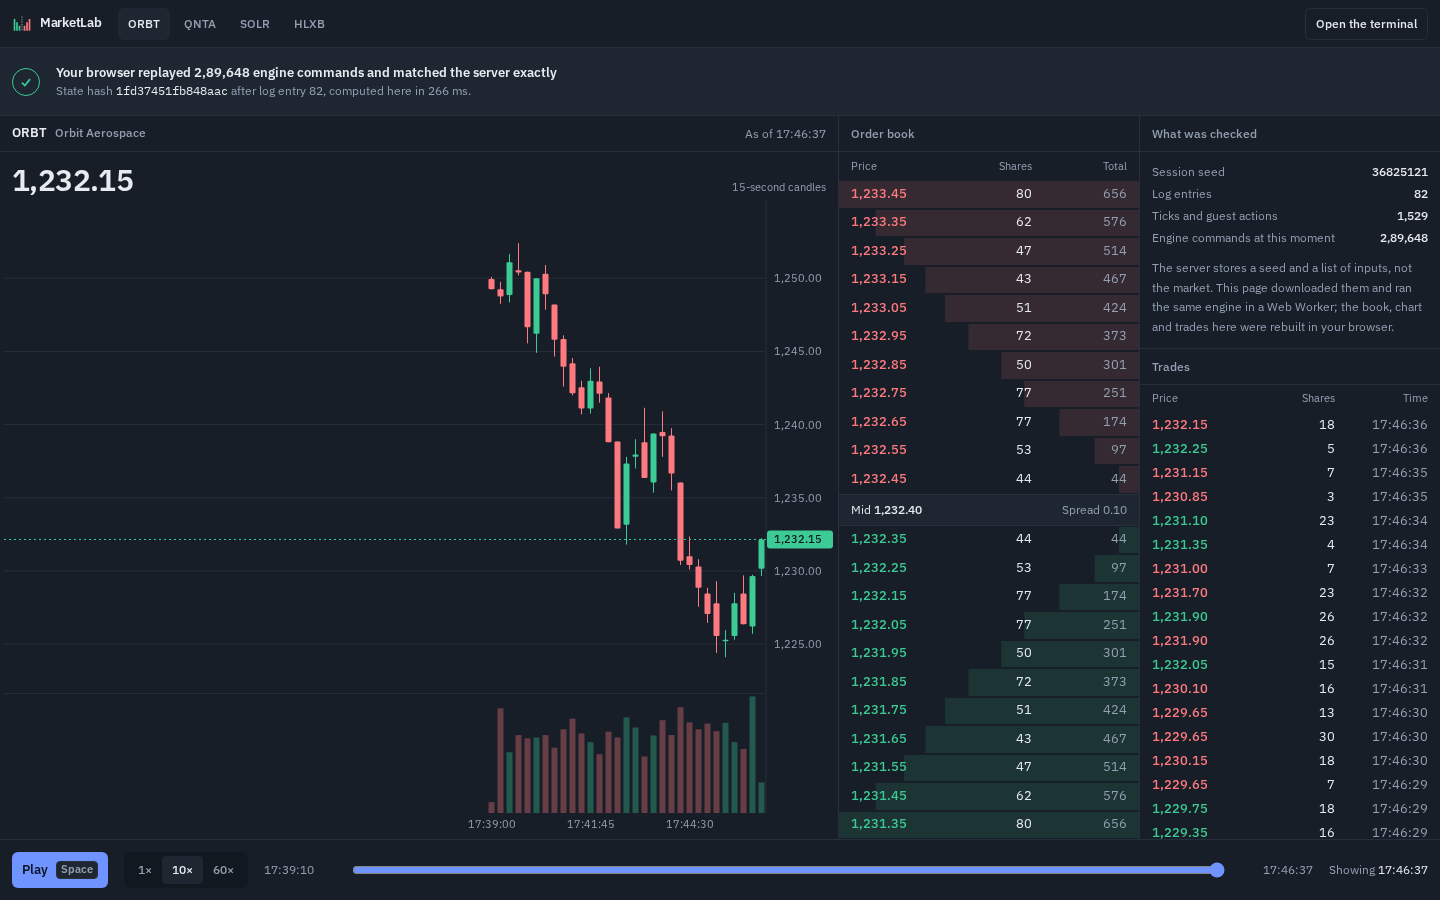 MarketLab ORBT QNTA SOLR HLXB Open the terminal
Your browser replayed 2,89,648 engine commands and matched the server exactly
State hash 1fd37451fb848aac after log entry 82, computed here in 266 ms.
ORBT Orbit Aerospace As of 17:46:37
1,232.15
15-second candles
1,250.00
1,245.00
1,240.00
1,235.00
1,232.15
1,230.00
1,225.00
17:39:00 17:41:45 17:44:30
Order book
Price Shares Total
1,233.45 80 656
1,233.35 62 576
1,233.25 47 514
1,233.15 43 467
1,233.05 51 424
1,232.95 72 373
1,232.85 50 301
1,232.75 77 251
1,232.65 77 174
1,232.55 53 97
1,232.45 44 44
Mid 1,232.40 Spread 0.10
1,232.35 44 44
1,232.25 53 97
1,232.15 77 174
1,232.05 77 251
1,231.95 50 301
1,231.85 72 373
1,231.75 51 424
1,231.65 43 467
1,231.55 47 514
1,231.45 62 576
1,231.35 80 656
What was checked
Session seed 36825121
Log entries 82
Ticks and guest actions 1,529
Engine commands at this moment 2,89,648
The server stores a seed and a list of inputs, not
the market. This page downloaded them and ran
the same engine in a Web Worker; the book, chart
and trades here were rebuilt in your browser.
Trades
Price Shares Time
1,232.15 18 17:46:36
1,232.25 5 17:46:36
1,231.15 7 17:46:35
1,230.85 3 17:46:35
1,231.10 23 17:46:34
1,231.35 4 17:46:34
1,231.00 7 17:46:33
1,231.70 23 17:46:32
1,231.90 26 17:46:32
1,231.90 26 17:46:32
1,232.05 15 17:46:31
1,230.10 16 17:46:31
1,229.65 13 17:46:30
1,229.65 30 17:46:30
1,230.15 18 17:46:30
1,229.65 7 17:46:29
1,229.75 18 17:46:29
1,229.35 16 17:46:29
Play Space 1× 10× 60× 17:39:10 17:46:37 Showing 17:46:37